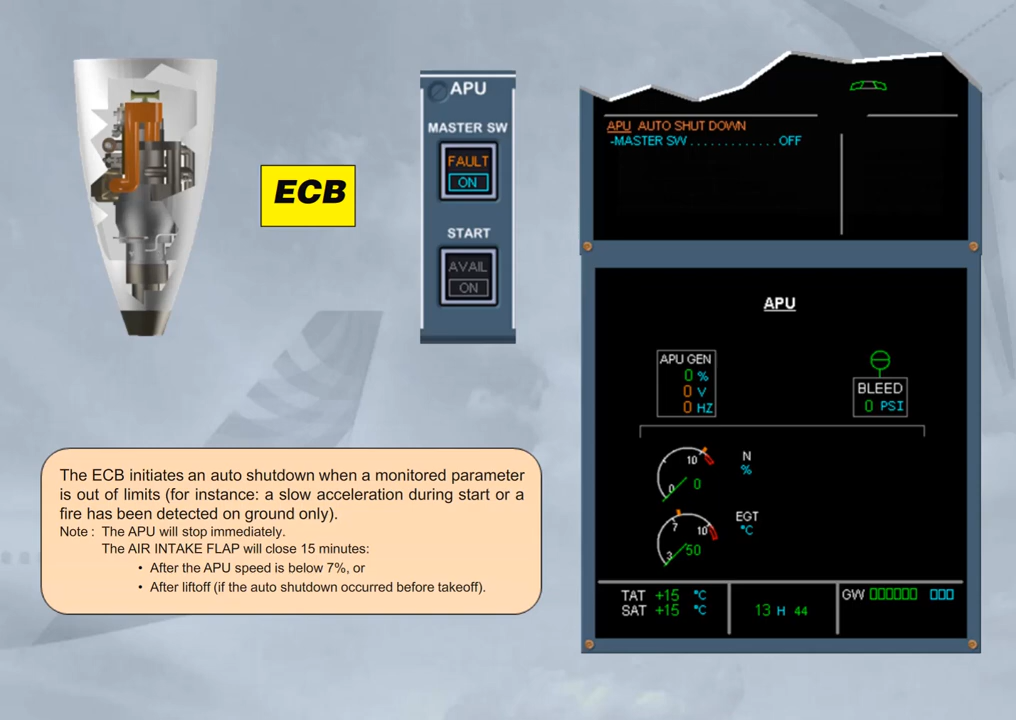 APU
MASTER SW
FAULT
ON
START
AVAIL
ON
ECB
APU AUTO SHUT DOWN
-MASTER SW.............OFF
APU
APU GEN
0 %
0 V
0 HZ
BLEED
0 PSI
10
0
0
N
%
7
10
3
50
EGT
°C
TAT +15 °C
SAT +15 °C
13 H 44
GW
The ECB initiates an auto shutdown when a monitored parameter
is out of limits (for instance: a slow acceleration during start or a
fire has been detected on ground only).
Note : The APU will stop immediately.
The AIR INTAKE FLAP will close 15 minutes:
• After the APU speed is below 7%, or
• After liftoff (if the auto shutdown occurred before takeoff).